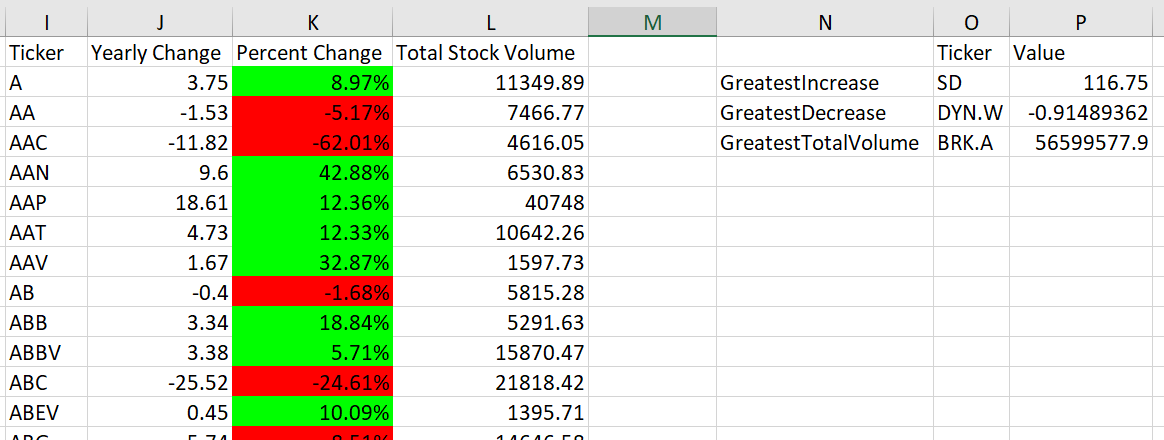 I J K L M N O P
Ticker Yearly Change Percent Change Total Stock Volume Ticker Value
A 3.75 8.97% 11349.89 GreatestIncrease SD 116.75
AA -1.53 -5.17% 7466.77 GreatestDecrease DYN.W -0.91489362
AAC -11.82 -62.01% 4616.05 GreatestTotalVolume BRK.A 56599577.9
AAN 9.6 42.88% 6530.83
AAP 18.61 12.36% 40748
AAT 4.73 12.33% 10642.26
AAV 1.67 32.87% 1597.73
AB -0.4 -1.68% 5815.28
ABB 3.34 18.84% 5291.63
ABBV 3.38 5.71% 15870.47
ABC -25.52 -24.61% 21818.42
ABEV 0.45 10.09% 1395.71